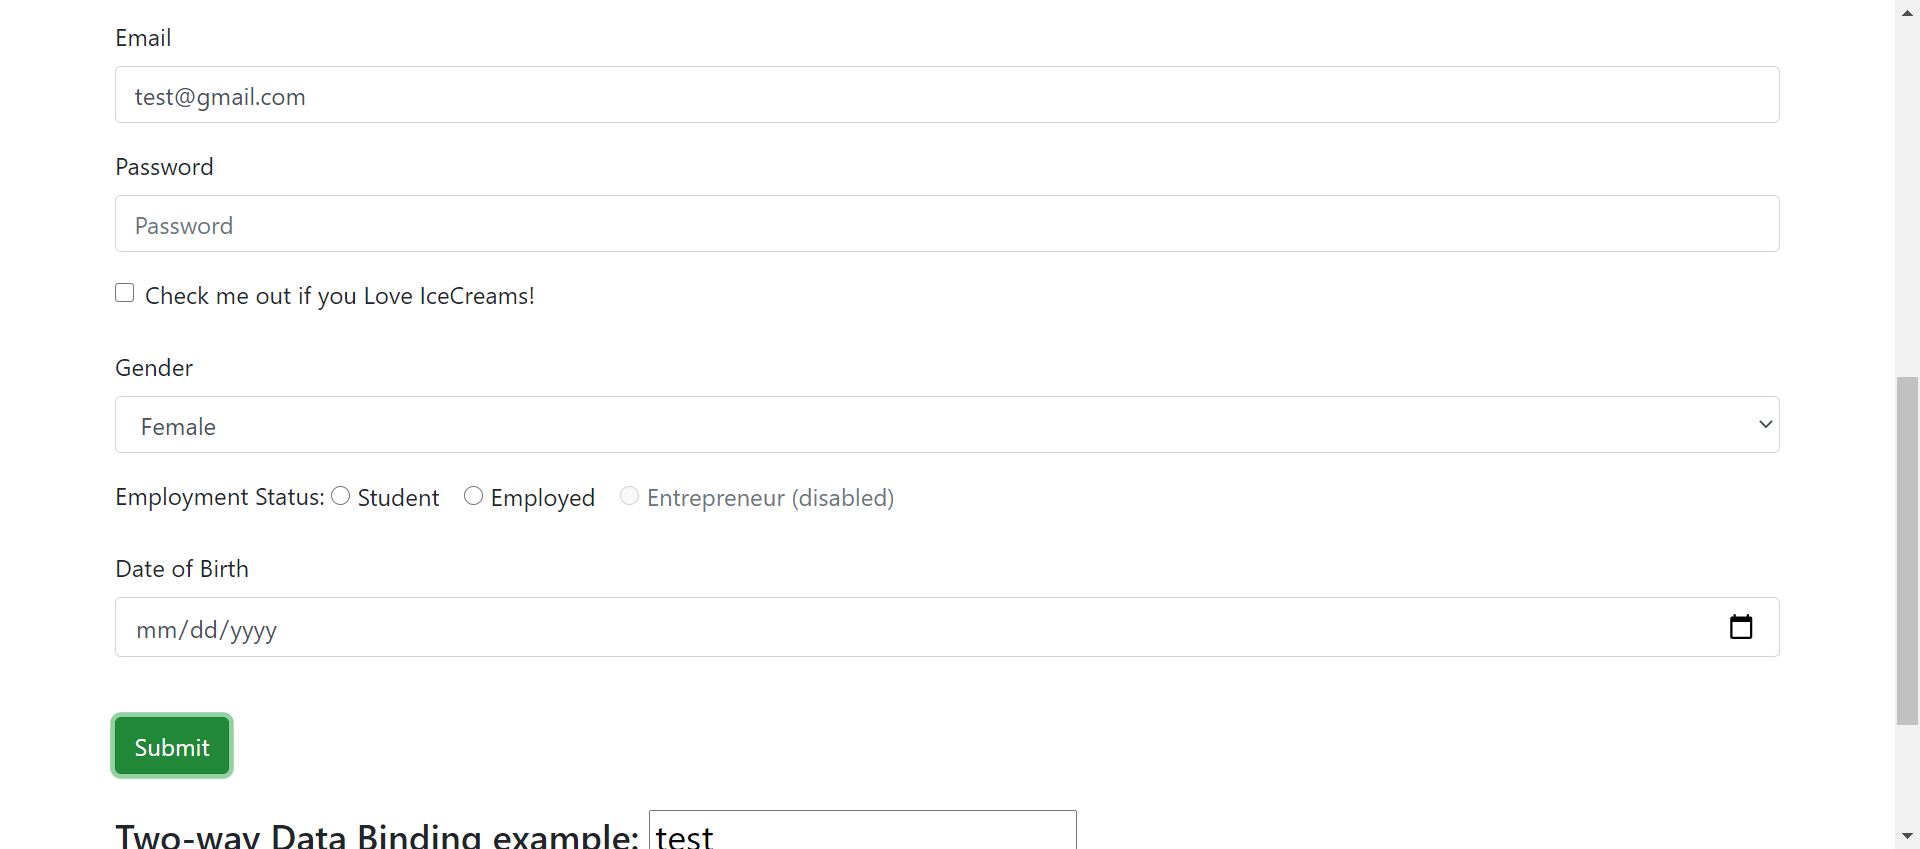 Email
test@gmail.com
Password
Password
Check me out if you Love IceCreams!
Gender
Female
Employment Status: Student Employed Entrepreneur (disabled)
Date of Birth
mm/dd/yyyy
Submit
Two-way Data Binding example: test